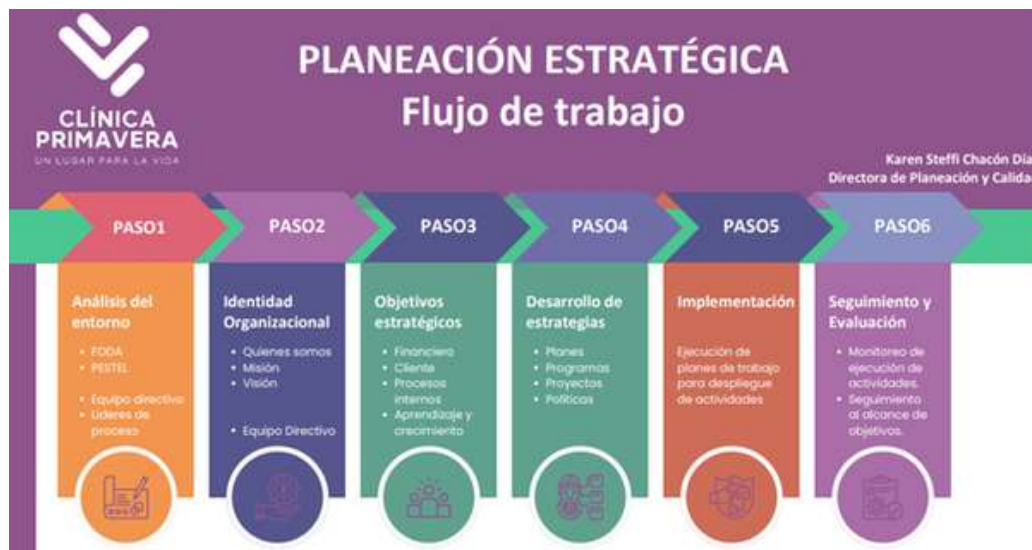 PLANEACIÓN ESTRATÉGICA
Flujo de trabajo
CLÍNICA
PRIMAVERA
UN LUGAR PARA LA VIDA
Karen Steffi Chacón Día
Directora de Planeación y Calida
PASO1
PASO2
PASO3
PASO4
PASO5
PASO6
Análisis del
entorno
• FODA
• PESTEL
• Equipo directivo
• Lideres de
proceso
Identidad
Organizacional
• Quienes somos
• Misión
• Visión
• Equipo Directivo
Objetivos
estratégicos
• Financiero
• Cliente
• Procesos
internos
• Aprendizaje y
crecimiento
Desarrollo de
estrategias
• Planes
• Programas
• Proyectos
• Políticas
Implementación
Ejecución de
planes de trabajo
para despliegue
de actividades
Seguimiento y
Evaluación
• Monitoreo de
ejecución de
actividades.
• Seguimiento
al alcance de
objetivos.